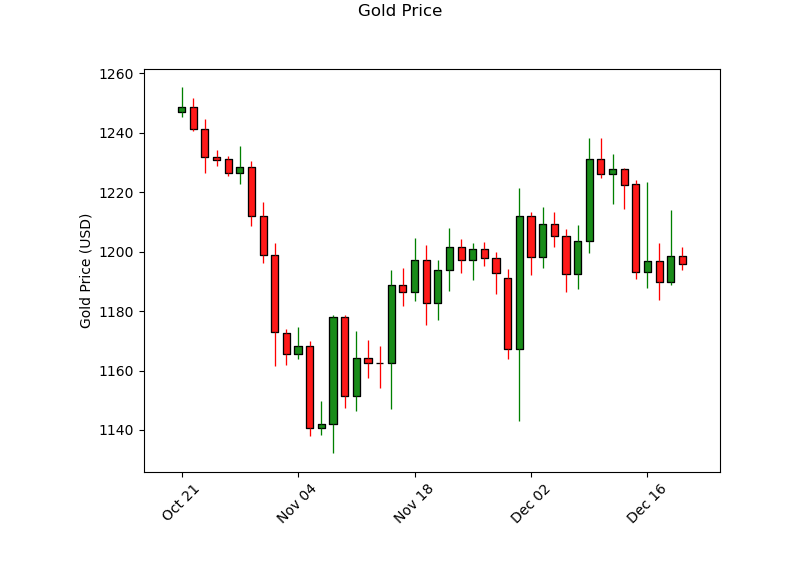 Gold Price
Gold Price (USD)
1260
1240
1220
1200
1180
1160
1140
Oct 21
Nov 04
Nov 18
Dec 02
Dec 16